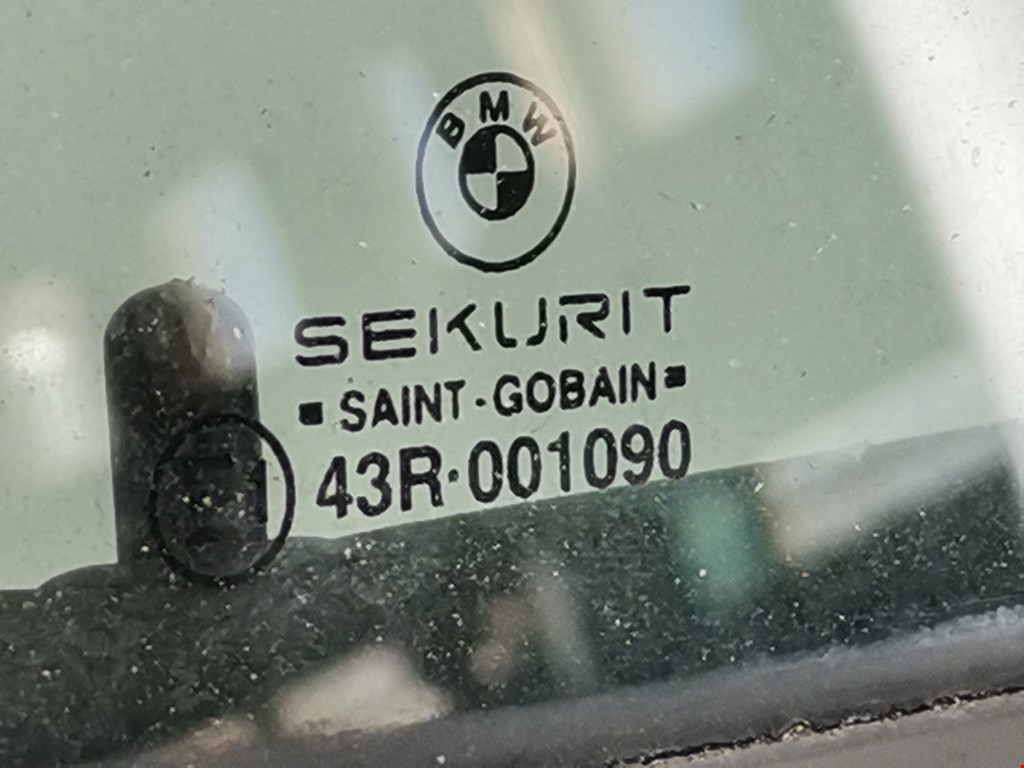 BMW
SEKURIT
SAINT-GOBAIN
43R·001090